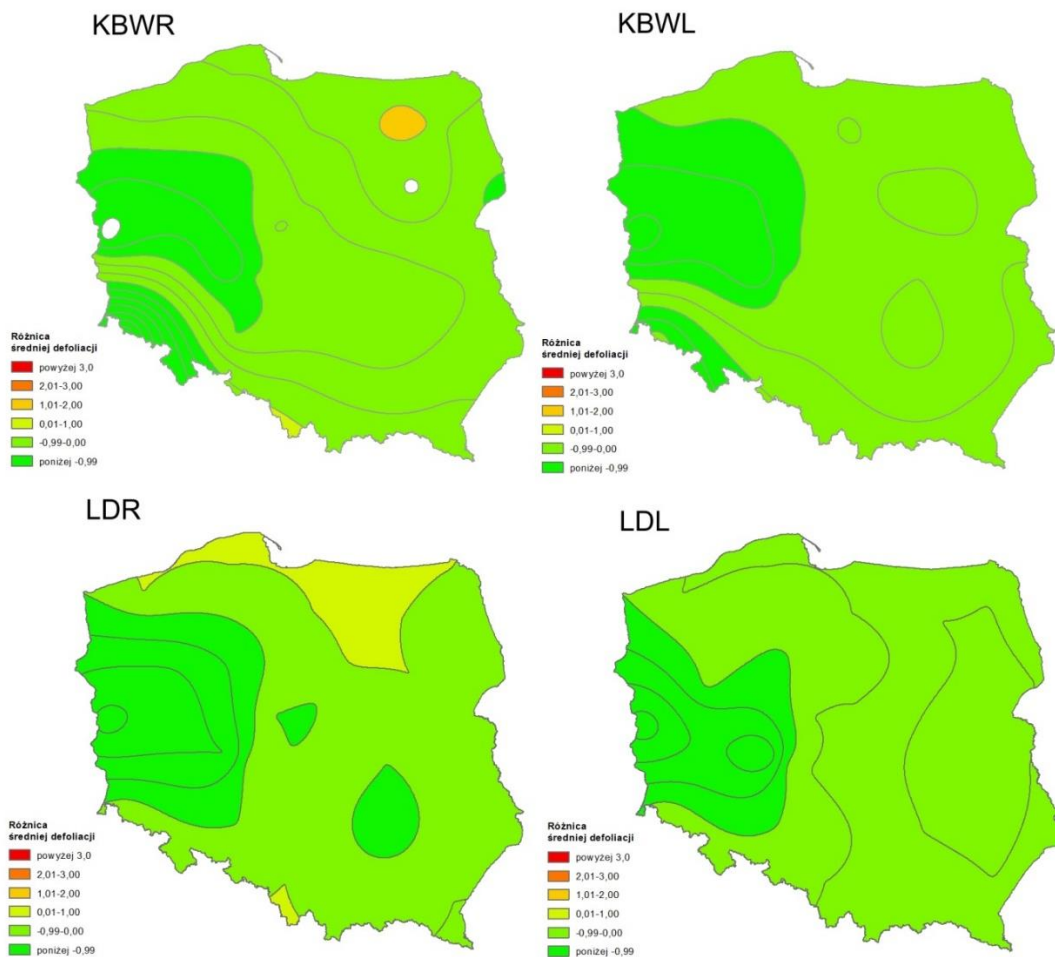 KBWR
KBWL
Różnica
średniej defoliacji
powyżej 3,0
2,01-3,00
1,01-2,00
0,01-1,00
-0,99-0,00
poniżej -0,99
Różnica
średniej defoliacji
powyżej 3,0
2,01-3,00
1,01-2,00
0,01-1,00
-0,99-0,00
poniżej -0,99
LDR
LDL
Różnica
średniej defoliacji
powyżej 3,0
2,01-3,00
1,01-2,00
0,01-1,00
-0,99-0,00
poniżej -0,99
Różnica
średniej defoliacji
powyżej 3,0
2,01-3,00
1,01-2,00
0,01-1,00
-0,99-0,00
poniżej -0,99